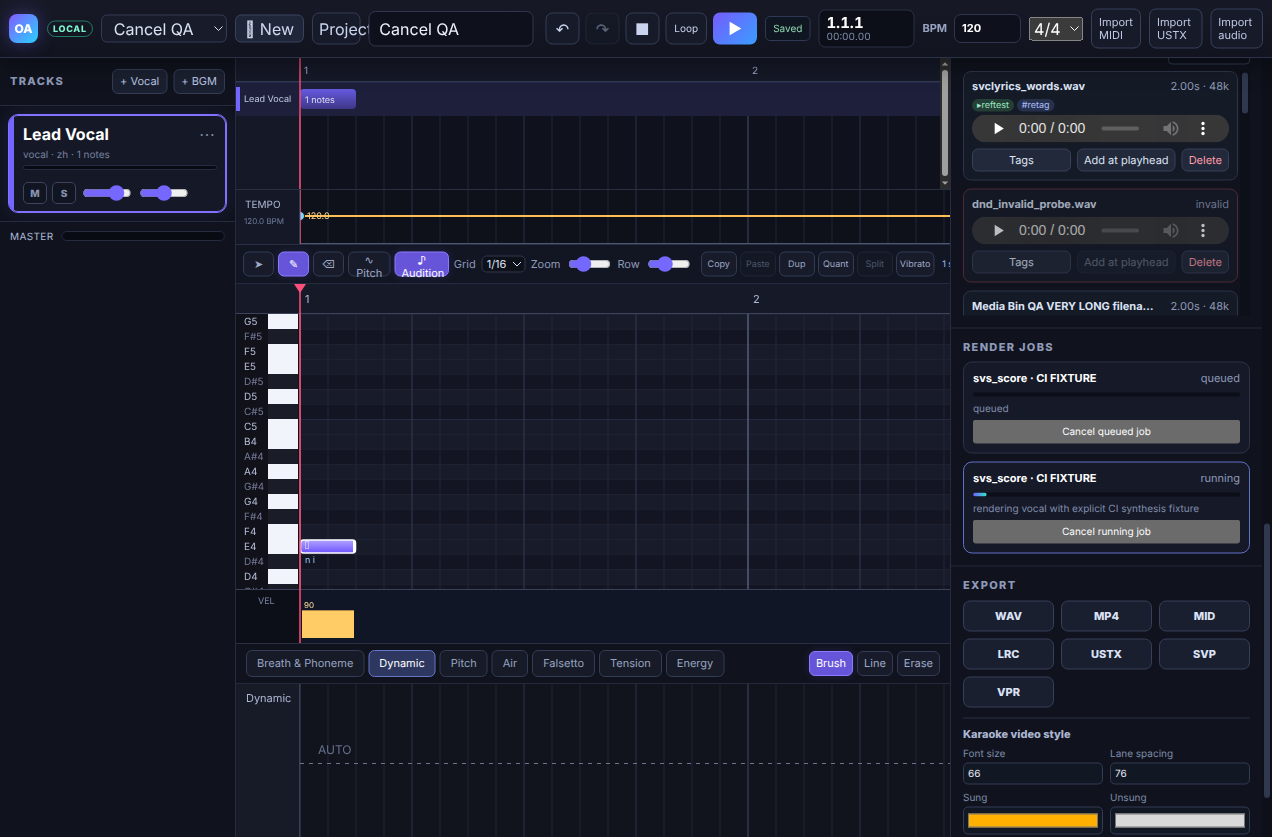 OA
LOCAL
Cancel QA
New
Project
Cancel QA
Loop
Saved
1.1.1
00:00.00
BPM
120
4/4
Import MIDI
Import USTX
Import audio
TRACKS
+ Vocal
+ BGM
Lead Vocal
vocal · zh · 1 notes
M
S
MASTER
1
2
Lead Vocal
1 notes
TEMPO
120.0 BPM
120.0
Pitch
Audition
Grid
1/16
Zoom
Row
Copy
Paste
Dup
Quant
Split
Vibrato
1
2
G5
F#5
F5
E5
D#5
D5
C#5
C5
B4
A#4
A4
G#4
G4
F#4
F4
E4
D#4
D4
n i
VEL
90
Breath & Phoneme
Dynamic
Pitch
Air
Falsetto
Tension
Energy
Brush
Line
Erase
Dynamic
AUTO
svclyrics_words.wav
2.00s · 48k
▸reftest
#retag
0:00 / 0:00
Tags
Add at playhead
Delete
dnd_invalid_probe.wav
invalid
0:00 / 0:00
Tags
Add at playhead
Delete
Media Bin QA VERY LONG filena...
2.00s · 48k
RENDER JOBS
svs_score · CI FIXTURE
queued
queued
Cancel queued job
svs_score · CI FIXTURE
running
rendering vocal with explicit CI synthesis fixture
Cancel running job
EXPORT
WAV
MP4
MID
LRC
USTX
SVP
VPR
Karaoke video style
Font size
Lane spacing
66
76
Sung
Unsung